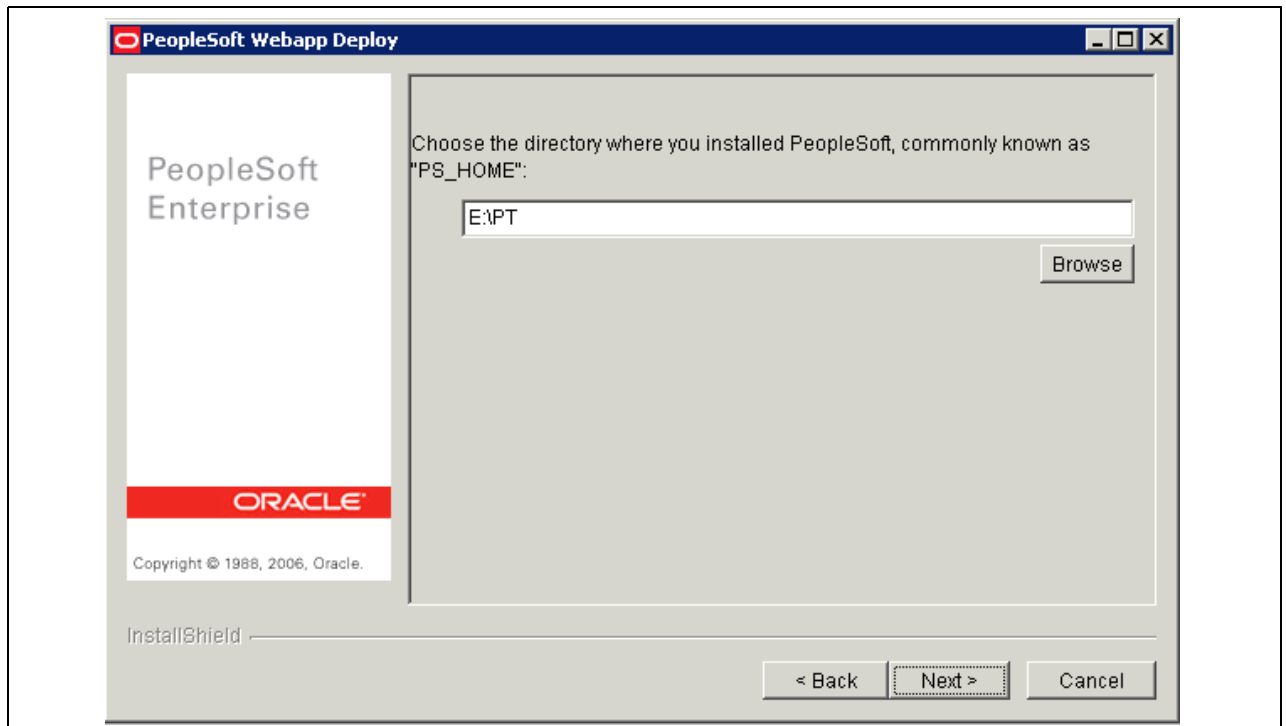 PeopleSoft Webapp Deploy
PeopleSoft
Enterprise
Choose the directory where you installed PeopleSoft, commonly known as
"PS_HOME":
E:\PT
Browse
ORACLE
Copyright © 1988, 2006, Oracle.
InstallShield
< Back
Next >
Cancel